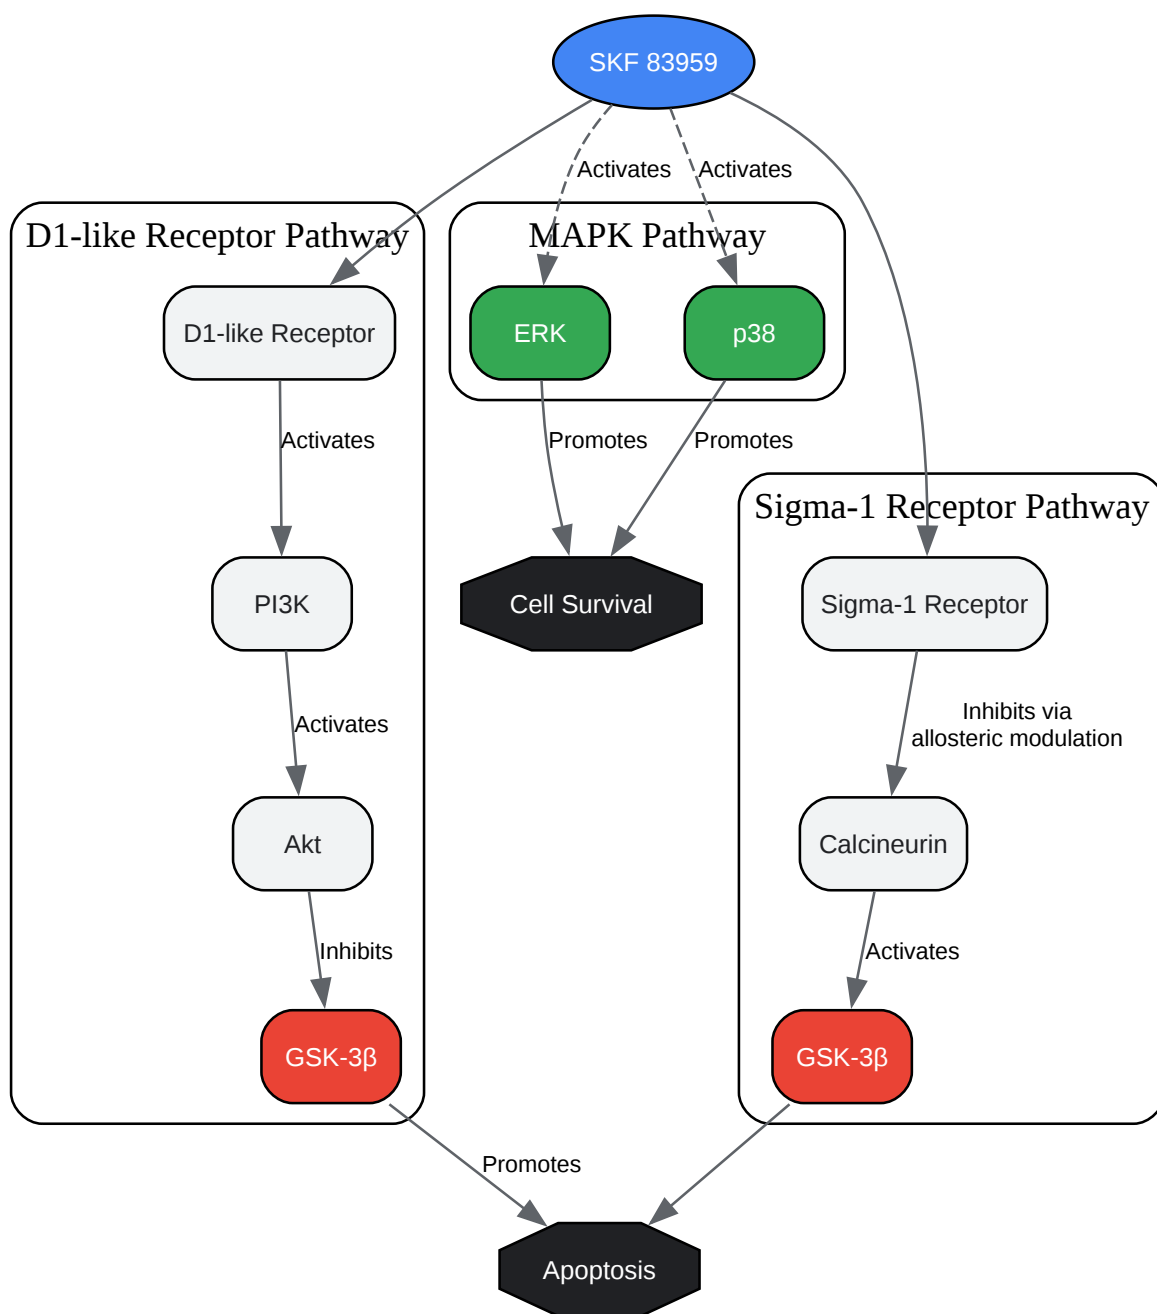 SKF 83959
Activates
Activates
D1-like Receptor Pathway
MAPK Pathway
D1-like Receptor
ERK
p38
Activates
Promotes
Promotes
Sigma-1 Receptor Pathway
PI3K
Cell Survival
Sigma-1 Receptor
Activates
Inhibits via
allosteric modulation
Akt
Calcineurin
Inhibits
Activates
GSK-3β
GSK-3β
Promotes
Apoptosis